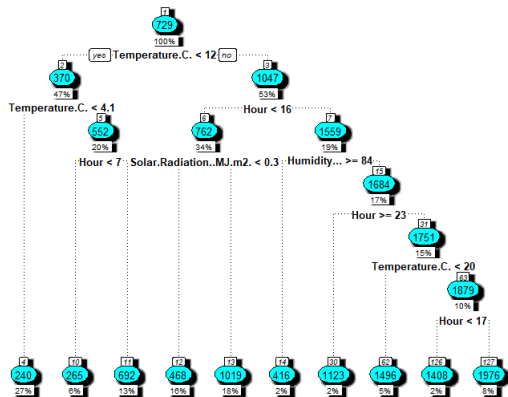 1
729
100%
yes Temperature.C. < 12 no
2 3
370 1047
47% 53%
Temperature.C. < 4.1 Hour < 16
5 6 7
552 762 1559
20% 34% 19%
Hour < 7 Solar.Radiation..MJ.m2. < 0.3 Humidity... >= 84
15
1684
17%
Hour >= 23
31
1751
15%
Temperature.C. < 20
63
1879
10%
Hour < 17
4 10 11 12 13 14 30 62 126 127
240 265 692 468 1019 416 1123 1496 1408 1976
27% 6% 13% 16% 18% 2% 2% 5% 2% 8%